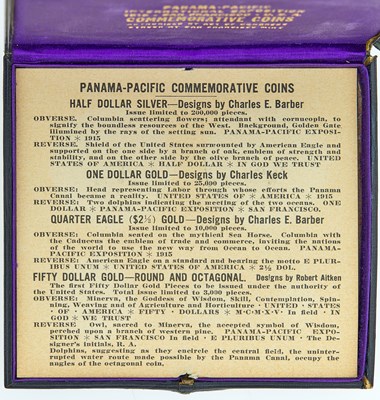 PANAMA-PACIFIC
INTERNATIONAL EXPOSITION
COMMEMORATIVE COINS
PANAMA-PACIFIC COMMEMORATIVE COINS
HALF DOLLAR SILVER—Designs by Charles E. Barber
Issue limited to 200,000 pieces.
OBVERSE. Columbia scattering flowers; attendant with cornucopia, to
signify the boundless resources of the West. Background, Golden Gate
illumined by the rays of the setting sun. PANAMA-PACIFIC EXPOSI-
TION * 1915
REVERSE. Shield of the United States surmounted by American Eagle and
supported on the one side by a branch of oak, emblem of strength and
stability, and on the other side by the olive branch of peace. UNITED
STATES OF AMERICA * HALF DOLLAR * IN GOD WE TRUST
ONE DOLLAR GOLD—Designs by Charles Keck
Issue limited to 25,000 pieces.
OBVERSE: Head representing Labor through whose efforts the Panama
Canal became a reality. UNITED STATES OF AMERICA * 1915
REVERSE: Two dolphins indicating the meeting of the two oceans. ONE
DOLLAR * PANAMA-PACIFIC EXPOSITION * SAN FRANCISCO
QUARTER EAGLE ($2½) GOLD—Designs by Charles E. Barber
Issue limited to 10,000 pieces.
OBVERSE: Columbia seated on the mythical Sea Horse. Columbia with
the Caduceus the emblem of trade and commerce, inviting the nations
of the world to use the new way from Ocean to Ocean. PANAMA-
PACIFIC EXPOSITION * 1915
REVERSE: American Eagle on a standard and bearing the motto E PLURI-
BUS UNUM * UNITED STATES OF AMERICA * 2½ DOL.
FIFTY DOLLAR GOLD—ROUND AND OCTAGONAL. Designs by Robert Aitken
The first Fifty Dollar Gold Pieces to be issued under the authority
of the United States. Total issue limited to 3,000 pieces.
OBVERSE: Minerva, the Goddess of Wisdom, Skill, Contemplation, Spin-
ning, Weaving and of Agriculture and Horticulture · UNITED · STATES
· OF · AMERICA * FIFTY · DOLLARS * M·C·M·X·V· In field · IN
GOD * WE TRUST
REVERSE Owl, sacred to Minerva, the accepted symbol of Wisdom,
perched upon a branch of western pine. PANAMA-PACIFIC EXPO-
SITION * SAN FRANCISCO In field · E PLURIBUS UNUM · The De-
signer's initials, R. A.
Dolphins, suggesting as they encircle the central field, the uninter-
rupted water route made possible by the Panama Canal, occupy the
angles of the octagonal coin.